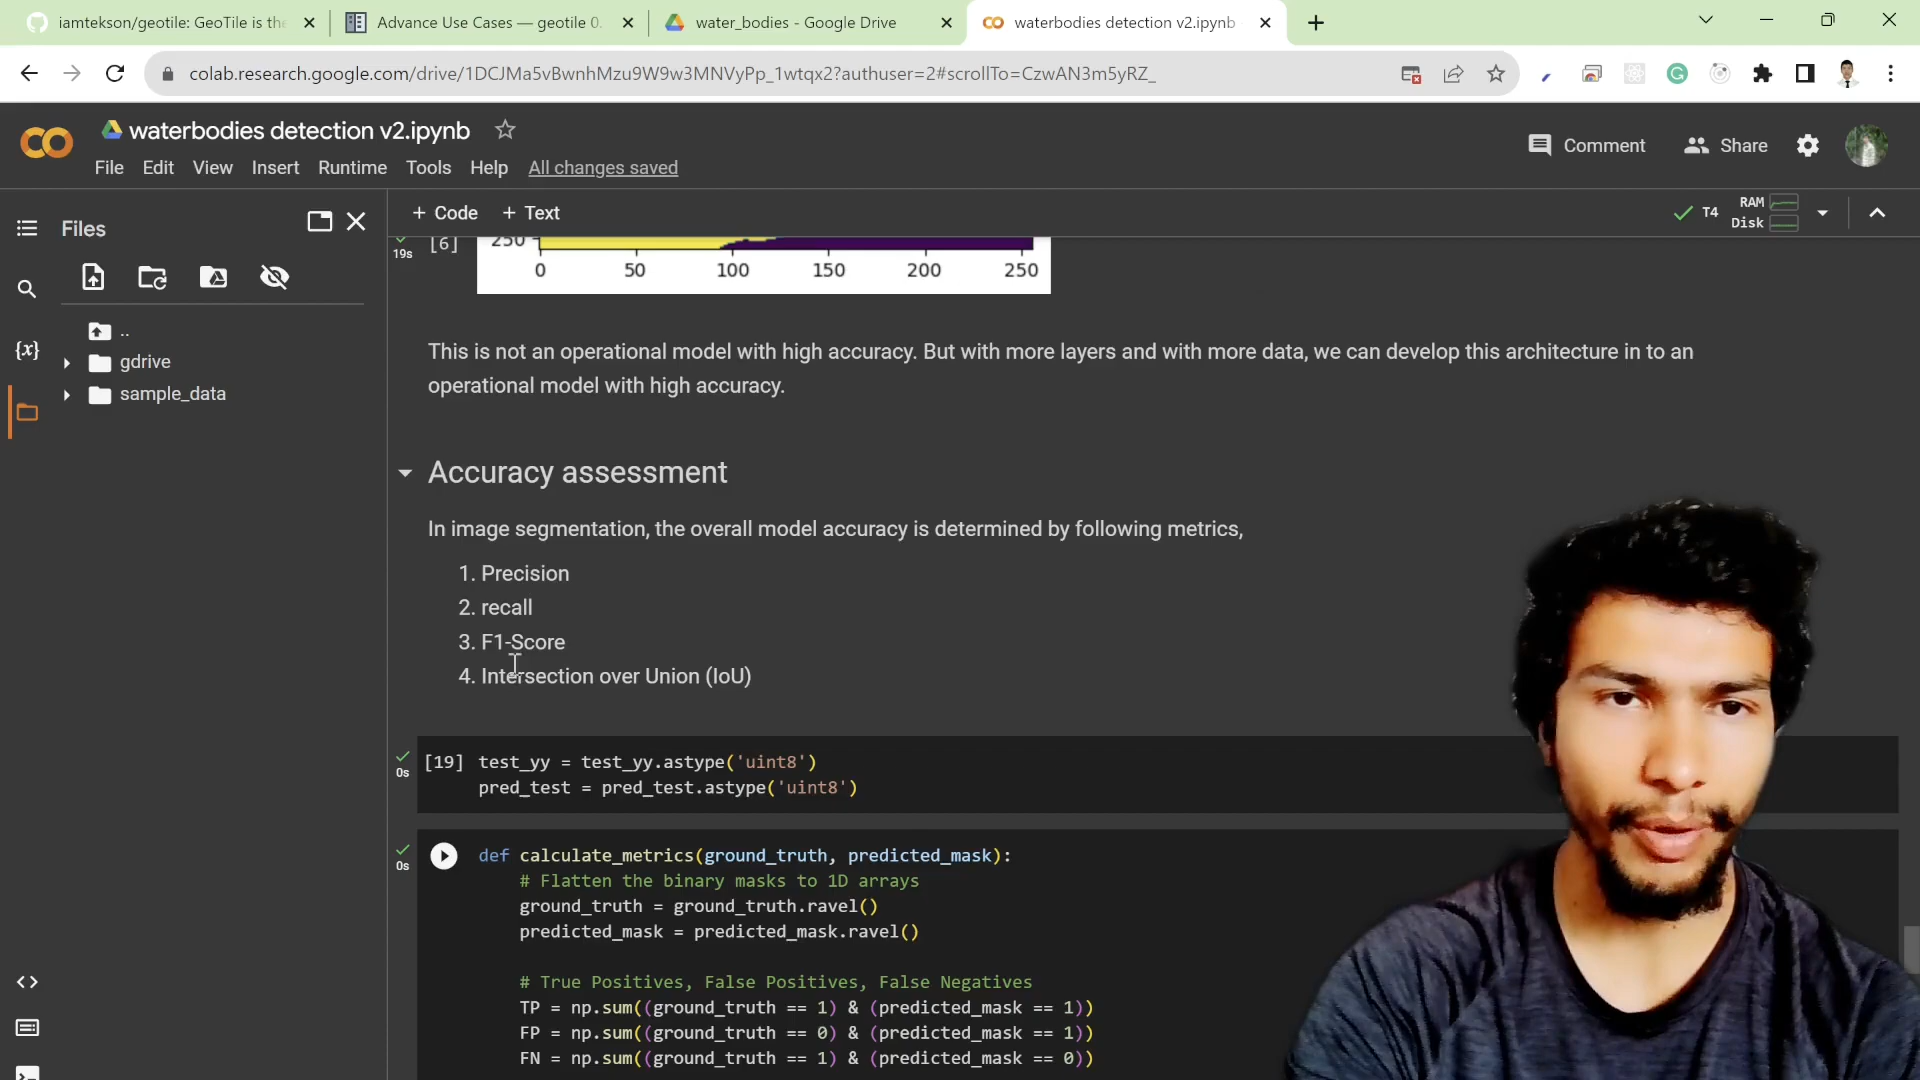 iamtekson/geotile: GeoTile is the
Advance Use Cases — geotile 0.
water_bodies - Google Drive
waterbodies detection v2.ipynb
colab.research.google.com/drive/1DCJMa5vBwnhMzu9W9w3MNVyPp_1wtqx2?authuser=2#scrollTo=CzwAN3m5yRZ_
waterbodies detection v2.ipynb
Comment
Share
File Edit View Insert Runtime Tools Help All changes saved
Files
+ Code + Text
T4
RAM
Disk
19s
[6]
250
0 50 100 150 200 250
..
gdrive
sample_data
{x}
This is not an operational model with high accuracy. But with more layers and with more data, we can develop this architecture in to an
operational model with high accuracy.
Accuracy assessment
In image segmentation, the overall model accuracy is determined by following metrics,
1. Precision
2. recall
3. F1-Score
4. Intersection over Union (IoU)
0s
[19] test_yy = test_yy.astype('uint8')
pred_test = pred_test.astype('uint8')
0s
def calculate_metrics(ground_truth, predicted_mask):
# Flatten the binary masks to 1D arrays
ground_truth = ground_truth.ravel()
predicted_mask = predicted_mask.ravel()
# True Positives, False Positives, False Negatives
TP = np.sum((ground_truth == 1) & (predicted_mask == 1))
FP = np.sum((ground_truth == 0) & (predicted_mask == 1))
FN = np.sum((ground_truth == 1) & (predicted_mask == 0))